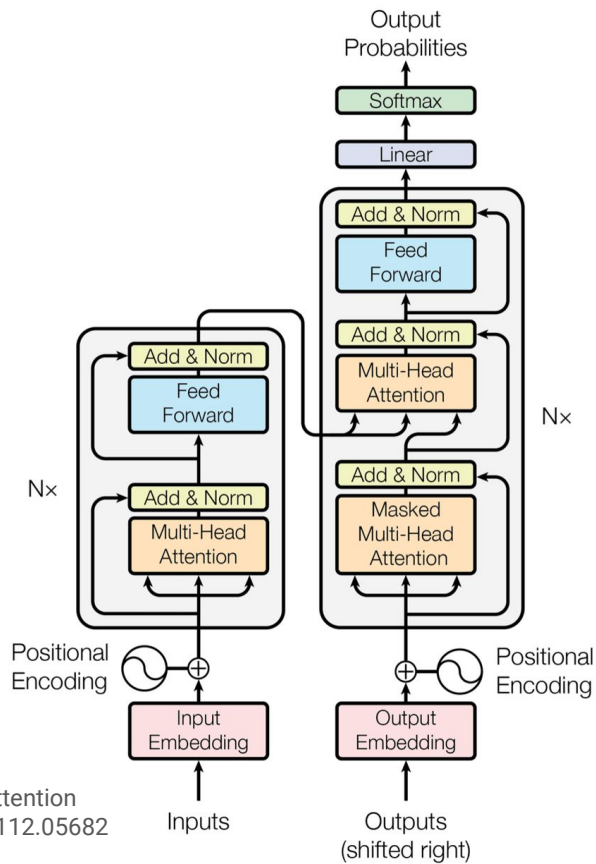 Output
Probabilities
Softmax
Linear
Add & Norm
Feed
Forward
Add & Norm
Multi-Head
Attention
Add & Norm
Masked
Multi-Head
Attention
Nx
Add & Norm
Feed
Forward
Nx
Add & Norm
Multi-Head
Attention
Positional
Encoding
Positional
Encoding
Input
Embedding
Output
Embedding
ttention
112.05682
Inputs
Outputs
(shifted right)